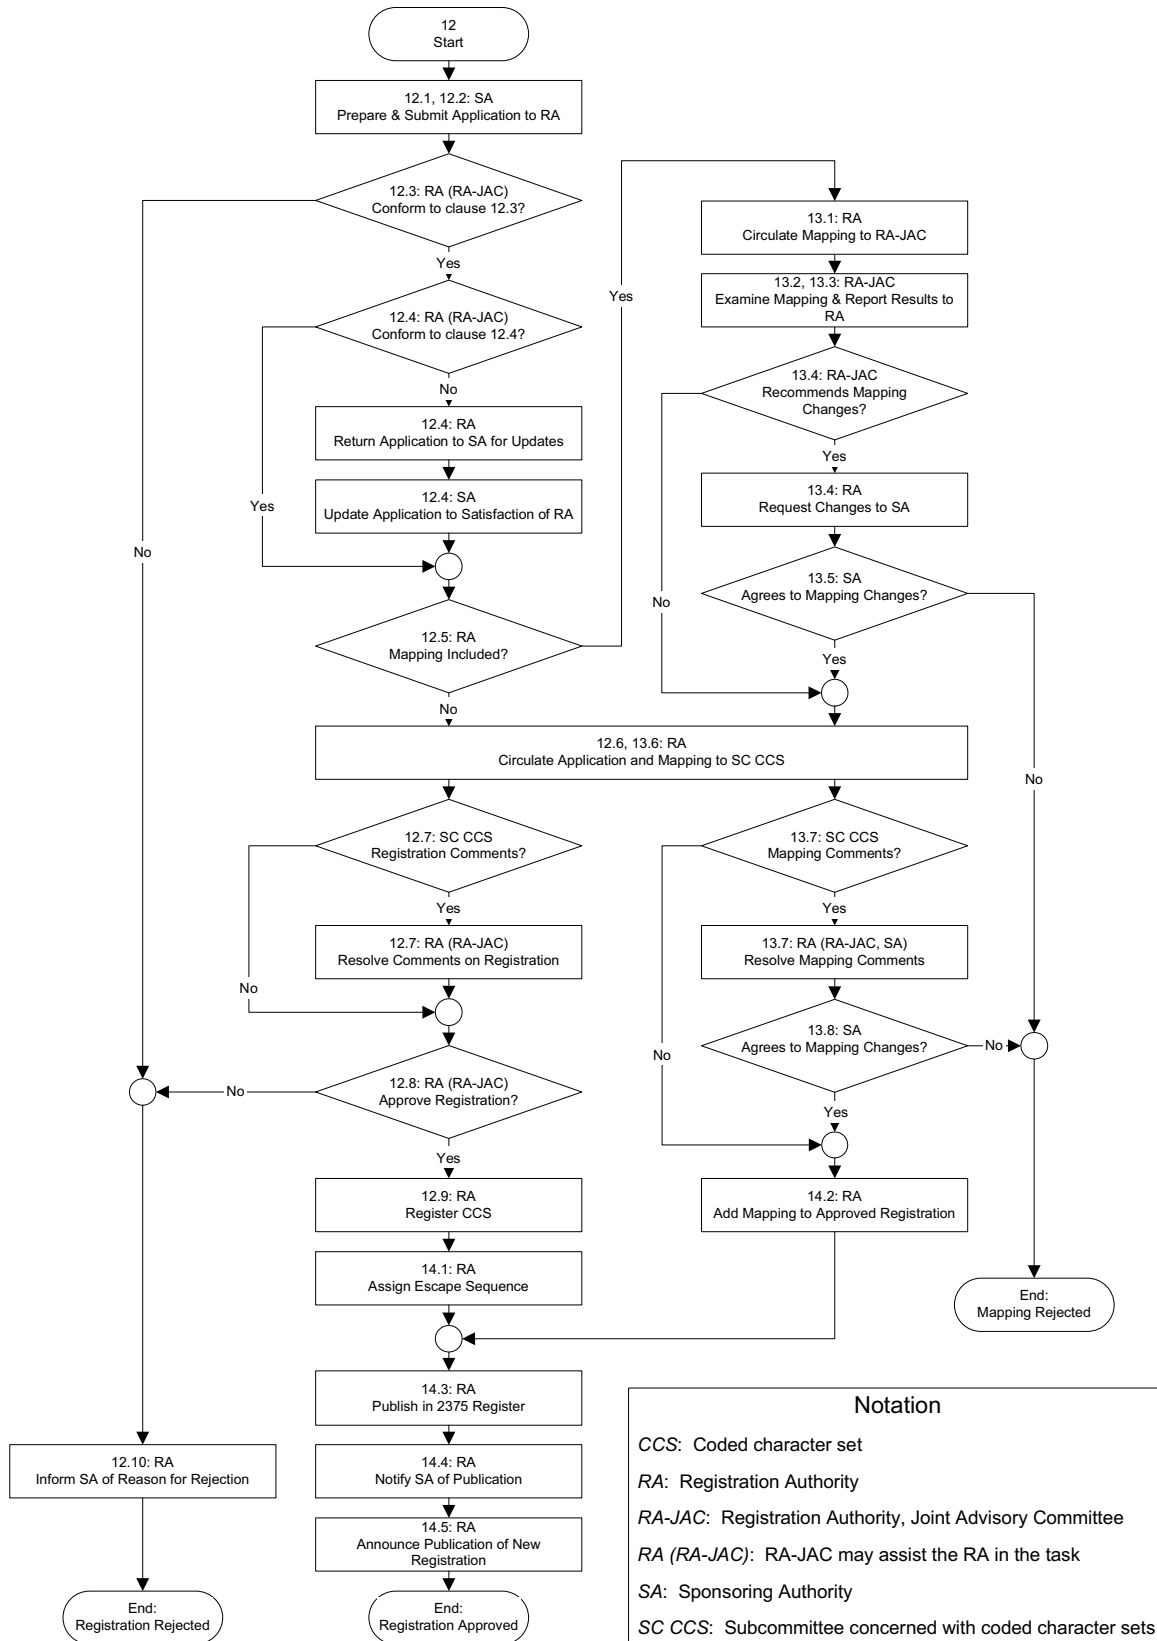 12
Start
12.1, 12.2: SA
Prepare & Submit Application to RA
12.3: RA (RA-JAC)
Conform to clause 12.3?
Yes
12.4: RA (RA-JAC)
Conform to clause 12.4?
No
12.4: RA
Return Application to SA for Updates
12.4: SA
Update Application to Satisfaction of RA
Yes
No
12.5: RA
Mapping Included?
No
Yes
13.1: RA
Circulate Mapping to RA-JAC
13.2, 13.3: RA-JAC
Examine Mapping & Report Results to
RA
13.4: RA-JAC
Recommends Mapping
Changes?
Yes
13.4: RA
Request Changes to SA
13.5: SA
Agrees to Mapping Changes?
No
Yes
No
12.6, 13.6: RA
Circulate Application and Mapping to SC CCS
12.7: SC CCS
Registration Comments?
Yes
12.7: RA (RA-JAC)
Resolve Comments on Registration
No
12.8: RA (RA-JAC)
Approve Registration?
No
Yes
12.9: RA
Register CCS
14.1: RA
Assign Escape Sequence
13.7: SC CCS
Mapping Comments?
Yes
13.7: RA (RA-JAC, SA)
Resolve Mapping Comments
13.8: SA
Agrees to Mapping Changes?
No
No
Yes
14.2: RA
Add Mapping to Approved Registration
End:
Mapping Rejected
14.3: RA
Publish in 2375 Register
14.4: RA
Notify SA of Publication
14.5: RA
Announce Publication of New
Registration
End:
Registration Approved
12.10: RA
Inform SA of Reason for Rejection
End:
Registration Rejected
Notation
CCS: Coded character set
RA: Registration Authority
RA-JAC: Registration Authority, Joint Advisory Committee
RA (RA-JAC): RA-JAC may assist the RA in the task
SA: Sponsoring Authority
SC CCS: Subcommittee concerned with coded character sets